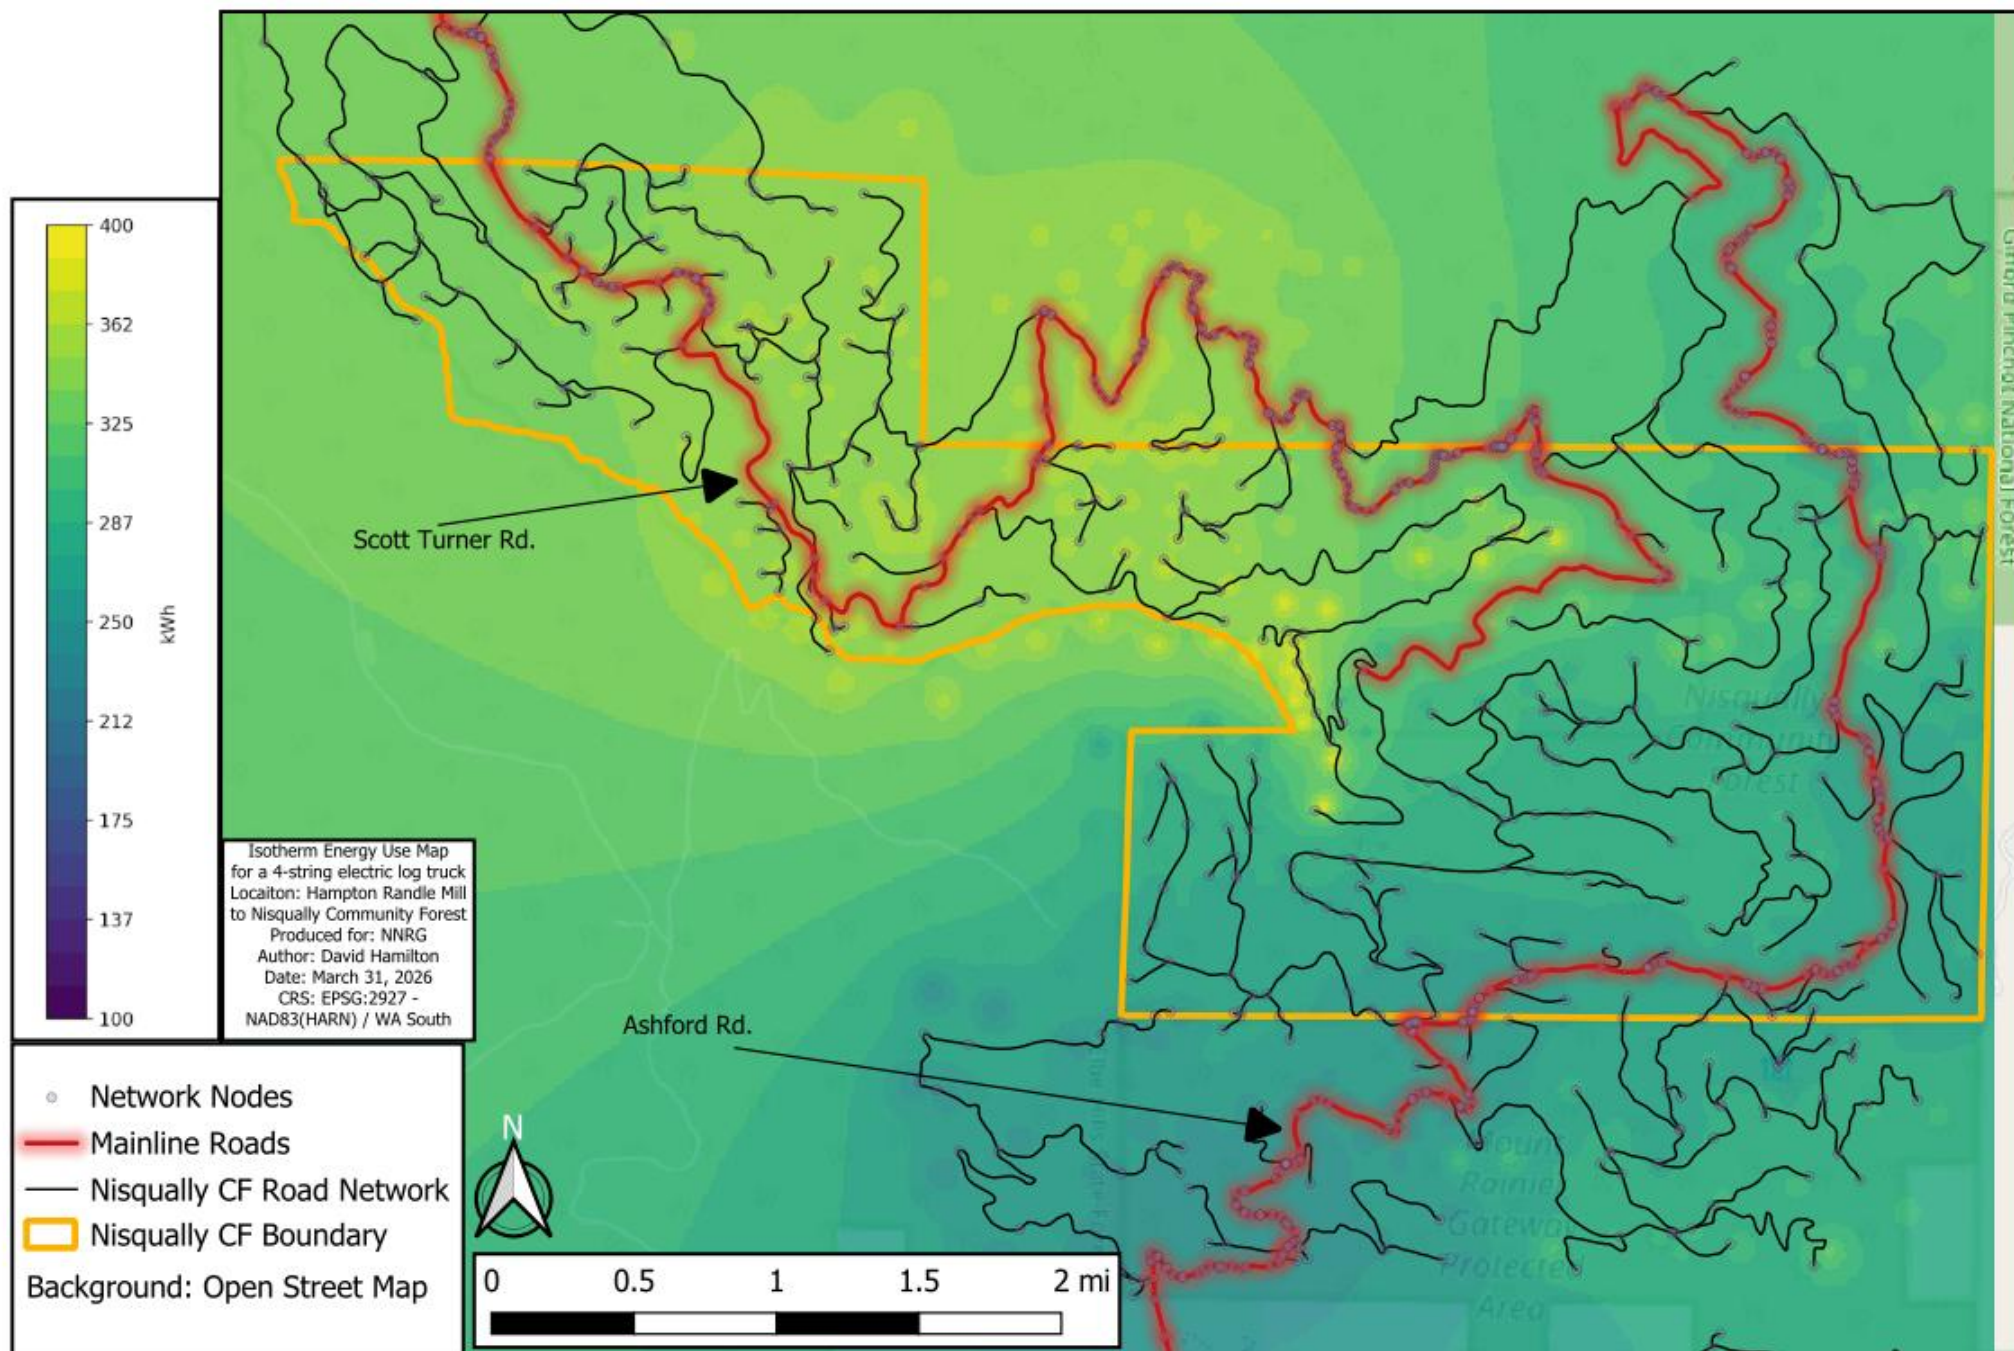 400
362
325
287
250
212
175
137
100
kWh
Scott Turner Rd.
Ashford Rd.
Nisqually
Community
Forest
Mount
Rainier
Gateway
Protected
Area
National Forest
Isotherm Energy Use Map
for a 4-string electric log truck
Locaiton: Hampton Randle Mill
to Nisqually Community Forest
Produced for: NNRG
Author: David Hamilton
Date: March 31, 2026
CRS: EPSG:2927 -
NAD83(HARN) / WA South
Network Nodes
Mainline Roads
Nisqually CF Road Network
Nisqually CF Boundary
Background: Open Street Map
N
0 0.5 1 1.5 2 mi